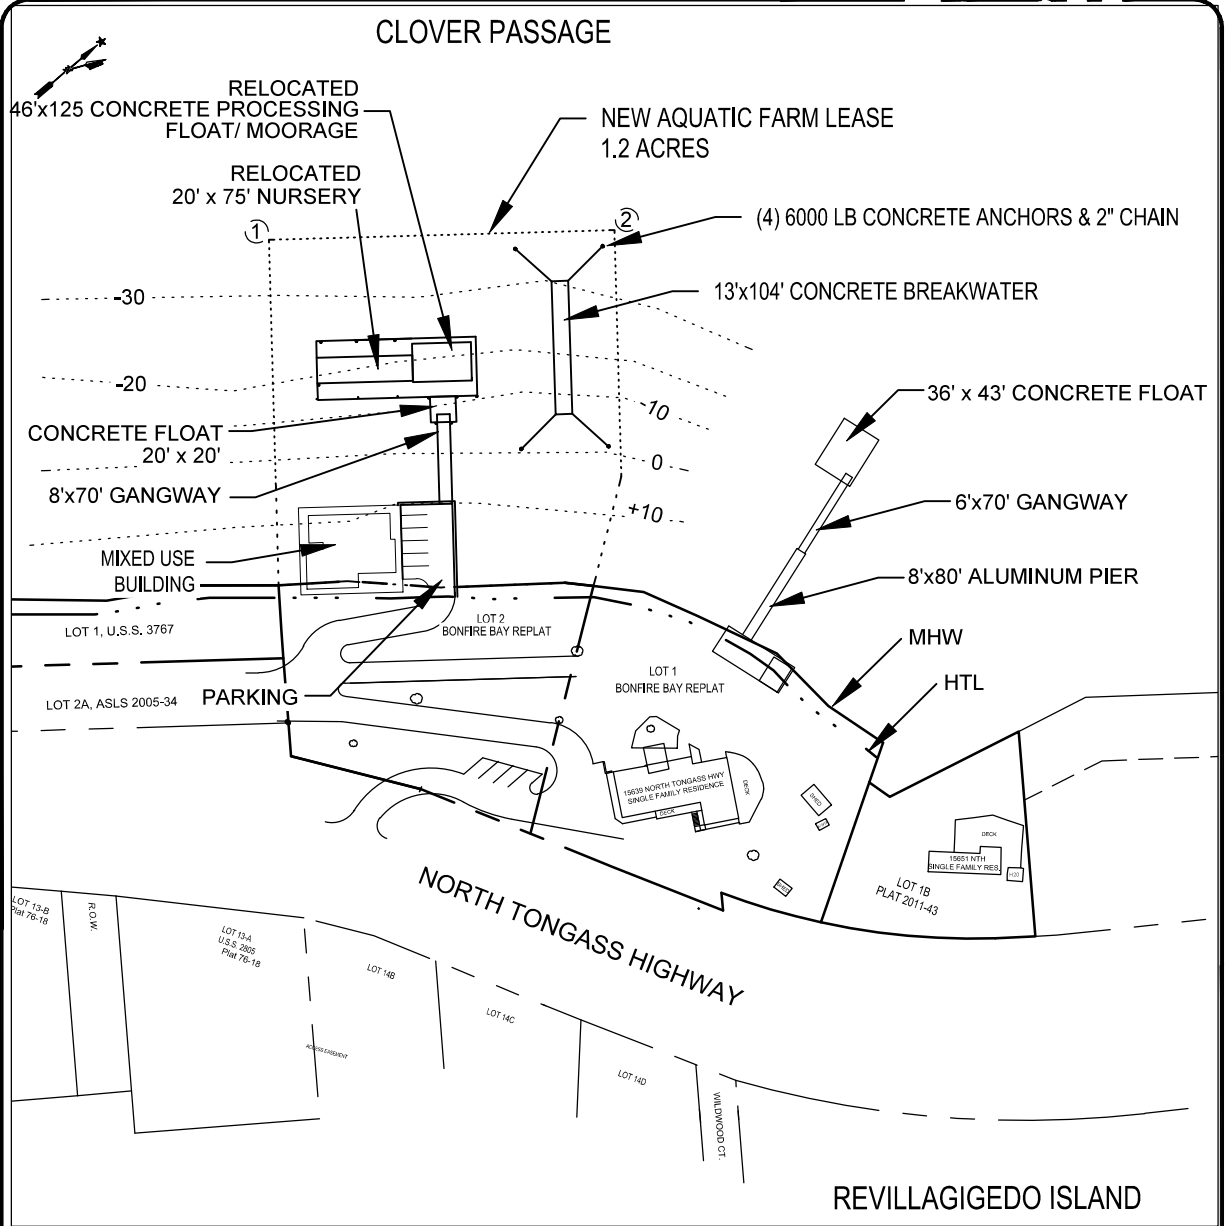 CLOVER PASSAGE
RELOCATED
46'x125 CONCRETE PROCESSING
FLOAT/ MOORAGE
NEW AQUATIC FARM LEASE
1.2 ACRES
RELOCATED
20' x 75' NURSERY
1
2
(4) 6000 LB CONCRETE ANCHORS & 2" CHAIN
-30
13'x104' CONCRETE BREAKWATER
-20
-10
36' x 43' CONCRETE FLOAT
CONCRETE FLOAT
20' x 20'
0
8'x70' GANGWAY
+10
6'x70' GANGWAY
MIXED USE
BUILDING
8'x80' ALUMINUM PIER
LOT 1, U.S.S. 3767
LOT 2
BONFIRE BAY REPLAT
MHW
LOT 1
BONFIRE BAY REPLAT
HTL
LOT 2A, ASLS 2005-34
PARKING
15639 NORTH TONGASS HWY
SINGLE FAMILY RESIDENCE
DECK
DECK
SHED
DECK
15651 NTH
SINGLE FAMILY RES.
H20
SHED
LOT 1B
PLAT 2011-43
NORTH TONGASS HIGHWAY
LOT 13-B
Plat 76-18
R.O.W.
LOT 13-A
U.S.S. 2805
Plat 76-18
LOT 14B
LOT 14C
ACCESS EASEMENT
LOT 14D
WILDWOOD CT.
REVILLAGIGEDO ISLAND